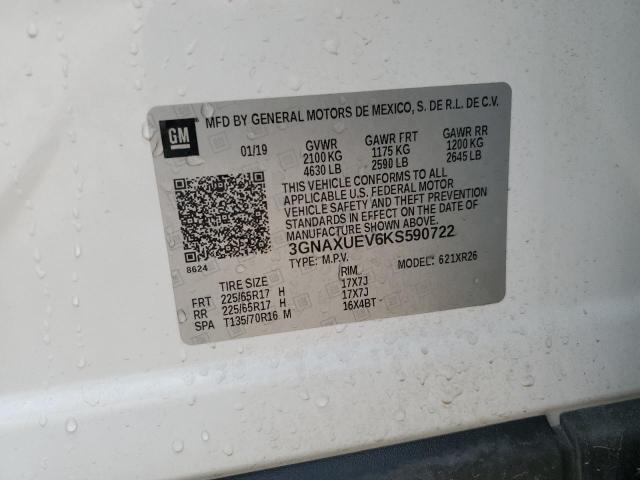 GM
MFD BY GENERAL MOTORS DE MEXICO, S. DE R.L. DE C.V.
01/19 GVWR GAWR FRT GAWR RR
2100 KG 1175 KG 1200 KG
4630 LB 2590 LB 2645 LB
THIS VEHICLE CONFORMS TO ALL
APPLICABLE U.S. FEDERAL MOTOR
VEHICLE SAFETY AND THEFT PREVENTION
STANDARDS IN EFFECT ON THE DATE OF
MANUFACTURE SHOWN ABOVE.
3GNAXUEV6KS590722
8624 TYPE: M.P.V. MODEL: 621XR26
TIRE SIZE RIM
FRT 225/65R17 H 17X7J
RR 225/65R17 H 17X7J
SPA T135/70R16 M 16X4BT